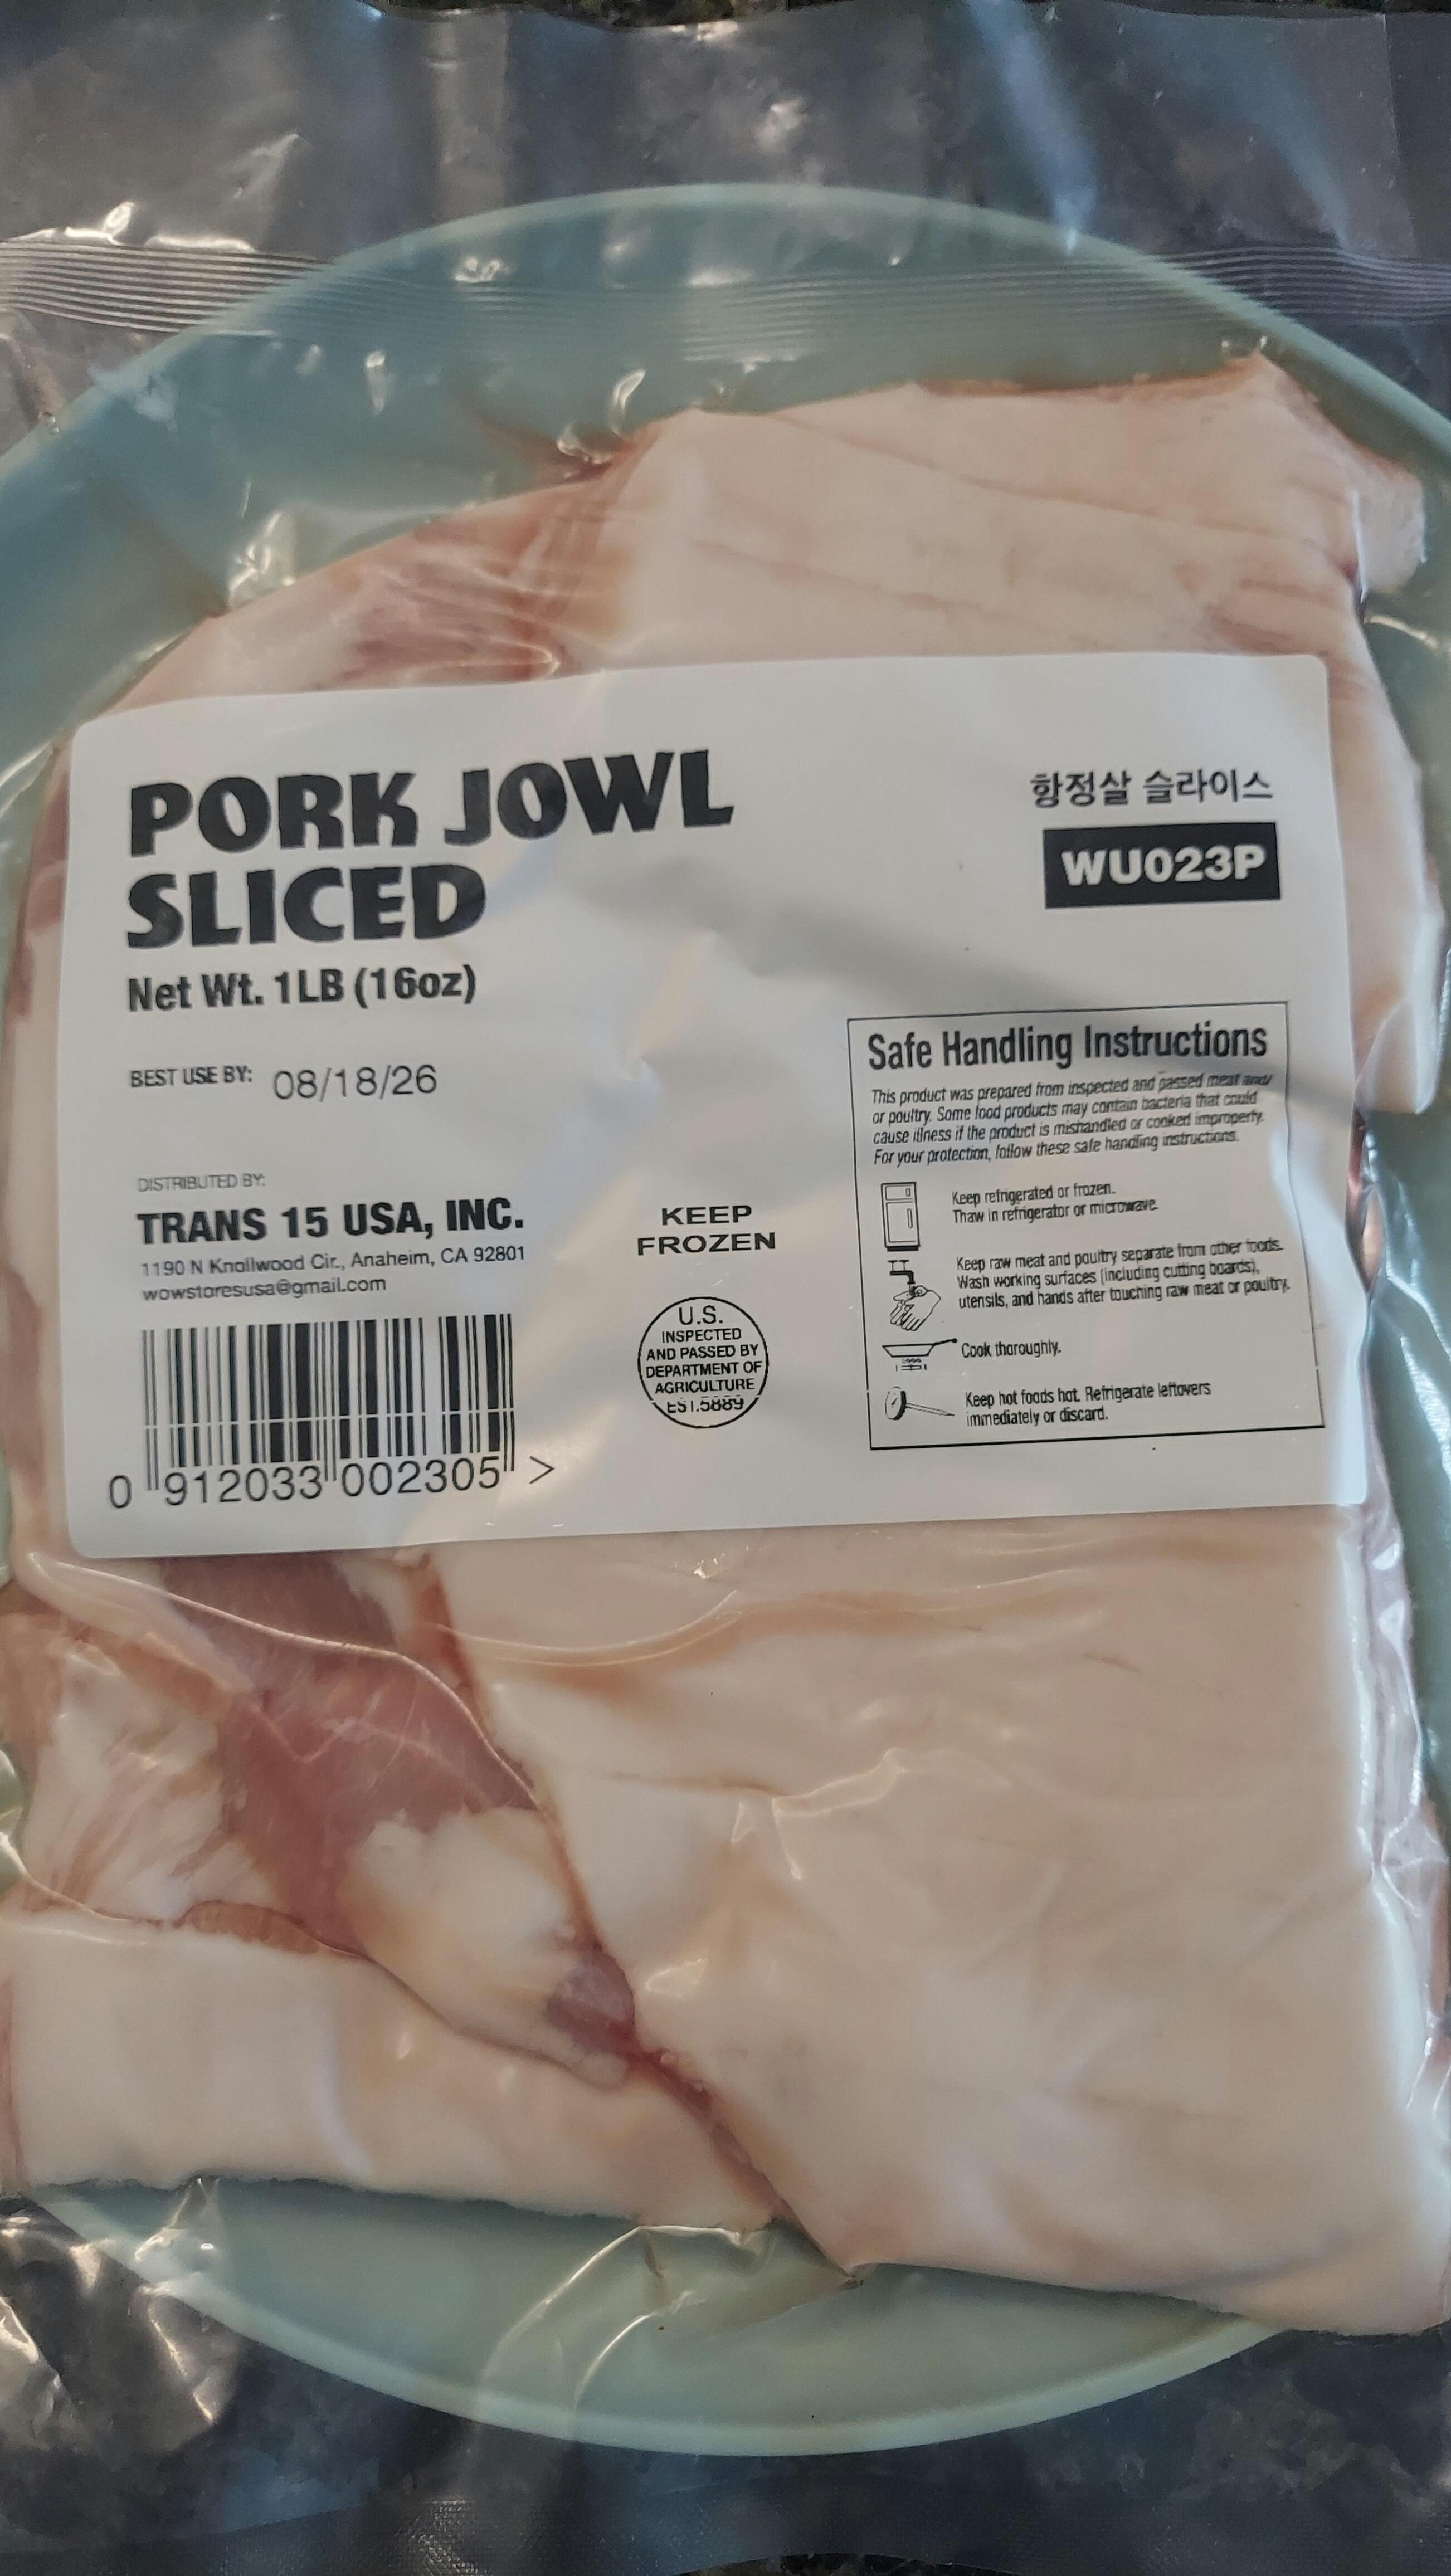 PORK JOWL
SLICED
Net Wt. 1LB (16oz)
BEST USE BY: 08/18/26
DISTRIBUTED BY:
TRANS 15 USA, INC.
1190 N Knollwood Cir., Anaheim, CA 92801
wowstoresusa@gmail.com
0 912033 002305 >
KEEP
FROZEN
U.S.
INSPECTED
AND PASSED BY
DEPARTMENT OF
AGRICULTURE
EST.5889
항정살 슬라이스
WU023P
Safe Handling Instructions
This product was prepared from inspected and passed meat and/
or poultry. Some food products may contain bacteria that could
cause illness if the product is mishandled or cooked improperly.
For your protection, follow these safe handling instructions.
Keep refrigerated or frozen.
Thaw in refrigerator or microwave.
Keep raw meat and poultry separate from other foods.
Wash working surfaces (including cutting boards),
utensils, and hands after touching raw meat or poultry.
Cook thoroughly.
Keep hot foods hot. Refrigerate leftovers
immediately or discard.